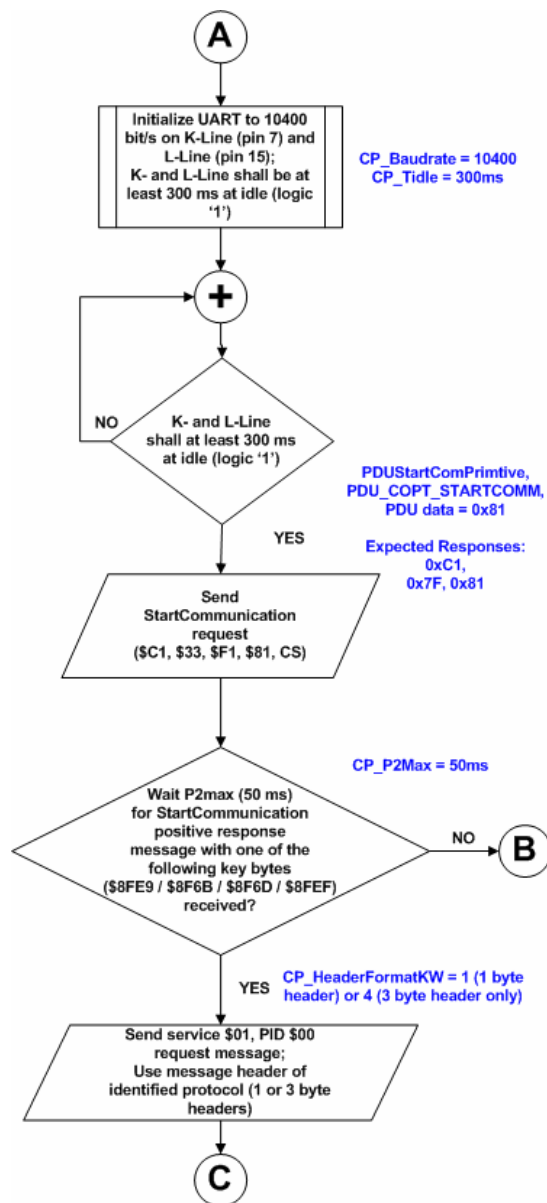 A
Initialize UART to 10400
bit/s on K-Line (pin 7) and
L-Line (pin 15);
K- and L-Line shall be at
least 300 ms at idle (logic
‘1’)
CP_Baudrate = 10400
CP_Tidle = 300ms
+
NO
K- and L-Line
shall at least 300 ms
at idle (logic ‘1’)
PDUStartComPrimtive,
PDU_COPT_STARTCOMM,
PDU data = 0x81
YES
Expected Responses:
0xC1,
0x7F, 0x81
Send
StartCommunication
request
($C1, $33, $F1, $81, CS)
CP_P2Max = 50ms
Wait P2max (50 ms)
for StartCommunication
positive response
message with one of the
following key bytes
($8FE9 / $8F6B / $8F6D / $8FEF)
received?
NO
B
YES
CP_HeaderFormatKW = 1 (1 byte
header) or 4 (3 byte header only)
Send service $01, PID $00
request message;
Use message header of
identified protocol (1 or 3 byte
headers)
C